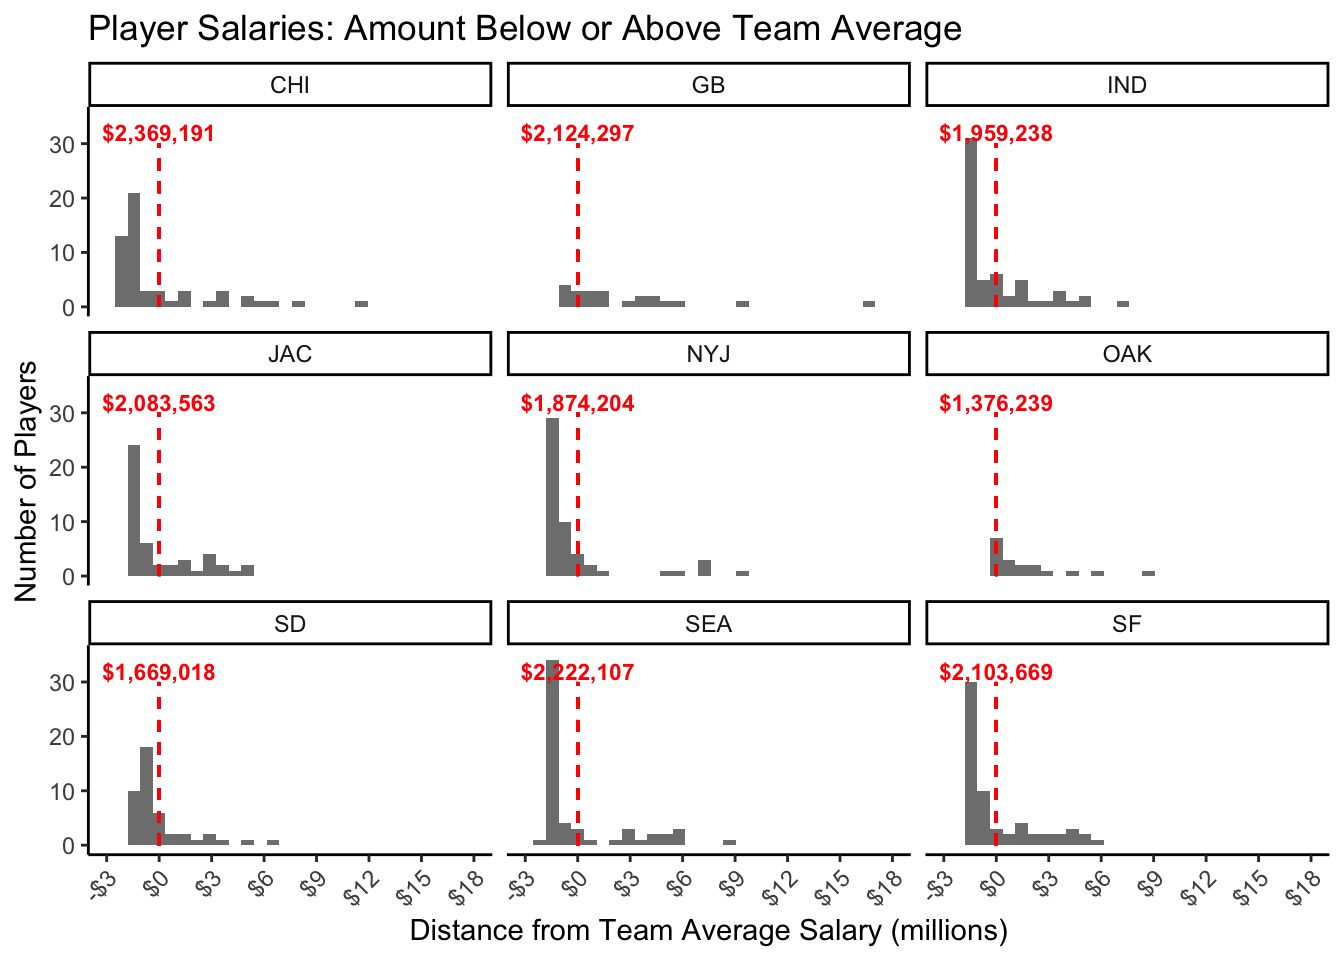 Player Salaries: Amount Below or Above Team Average
CHI
GB
IND
$2,369,191
$2,124,297
$1,959,238
30
20
10
0
JAC
NYJ
OAK
$2,083,563
$1,874,204
$1,376,239
30
20
10
0
SD
SEA
SF
$1,669,018
$2,222,107
$2,103,669
30
20
10
0
Number of Players
-$3 $0 $3 $6 $9 $12 $15 $18
-$3 $0 $3 $6 $9 $12 $15 $18
-$3 $0 $3 $6 $9 $12 $15 $18
Distance from Team Average Salary (millions)